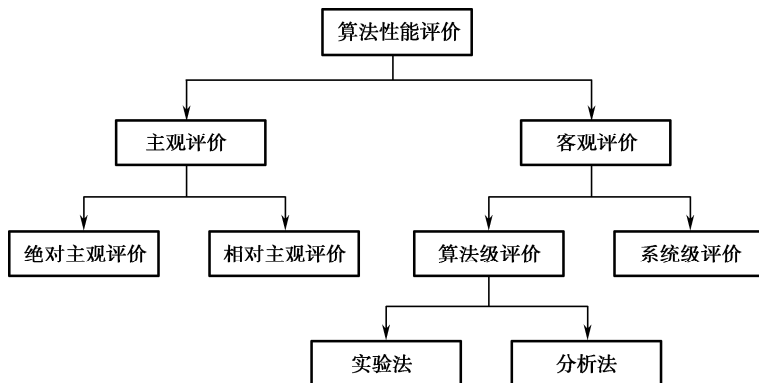 算法性能评价
主观评价
客观评价
绝对主观评价
相对主观评价
算法级评价
系统级评价
实验法
分析法